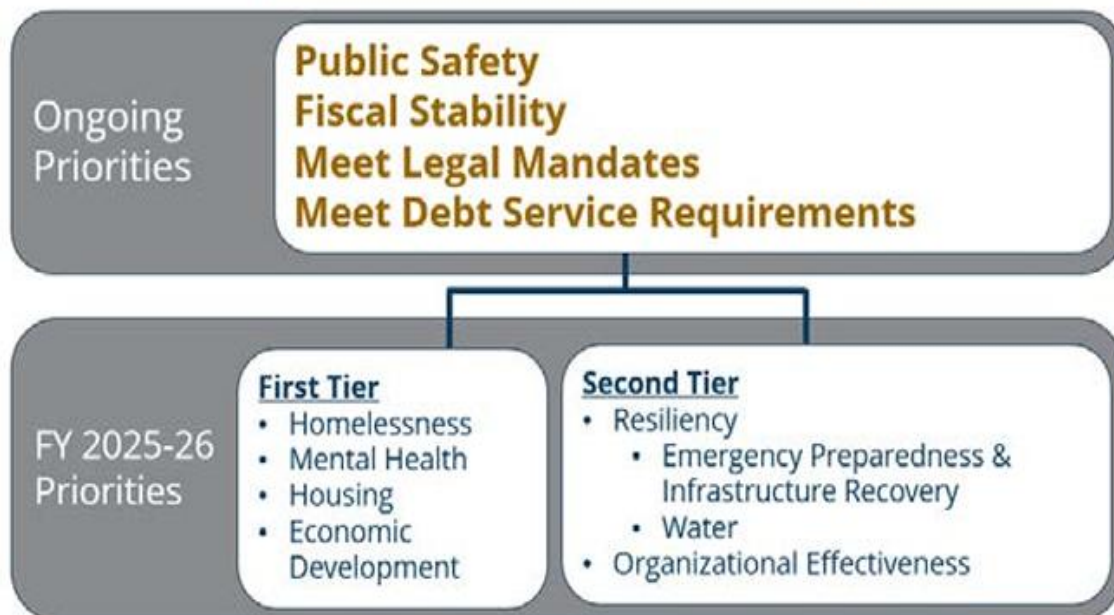 Ongoing
Priorities
Public Safety
Fiscal Stability
Meet Legal Mandates
Meet Debt Service Requirements
FY 2025-26
Priorities
First Tier
• Homelessness
• Mental Health
• Housing
• Economic
Development
Second Tier
• Resiliency
• Emergency Preparedness &
Infrastructure Recovery
• Water
• Organizational Effectiveness